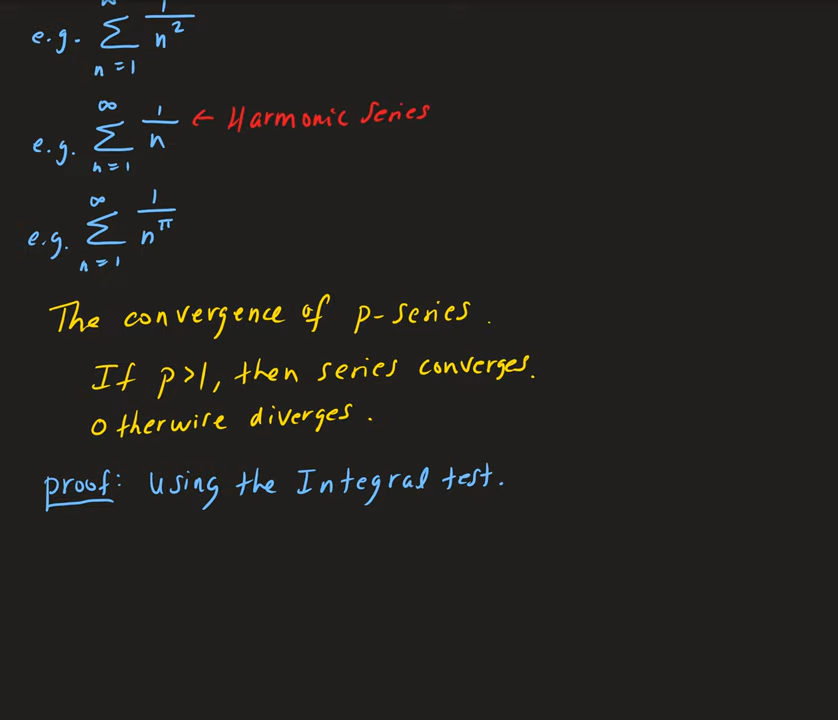 e.g. ∞∑n=1 1/n²
e.g. ∞∑n=1 1/n ← Harmonic Series
e.g. ∞∑n=1 1/n^π
The convergence of p-series.
If p>1, then series converges.
Otherwire diverges.
proof: Using the Integral test.